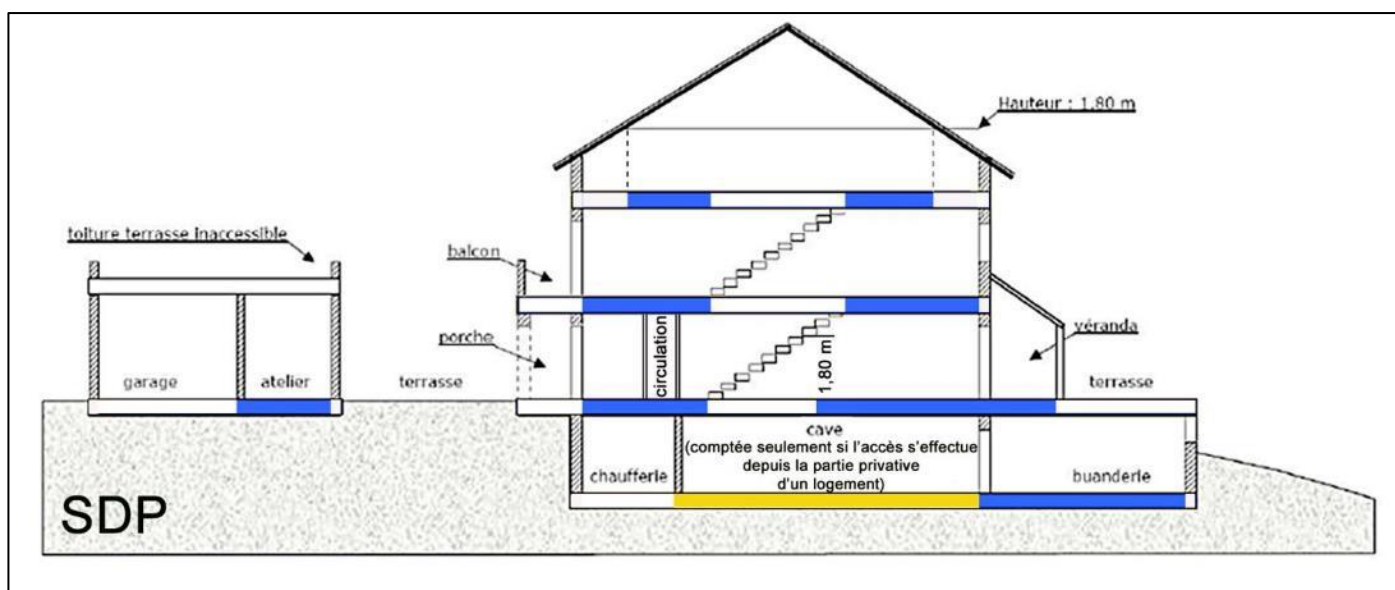 Hauteur : 1,80 m
toiture terrasse inaccessible
balcon
porche
circulation
1,80 m
véranda
garage
atelier
terrasse
terrasse
cave
(comptée seulement si l'accès s'effectue
depuis la partie privative
d'un logement)
chaufferie
buanderie
SDP